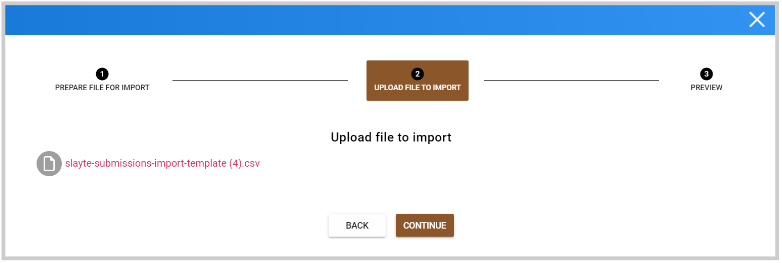 1
PREPARE FILE FOR IMPORT
2
UPLOAD FILE TO IMPORT
3
PREVIEW
Upload file to import
slayte-submissions-import-template (4).csv
BACK
CONTINUE